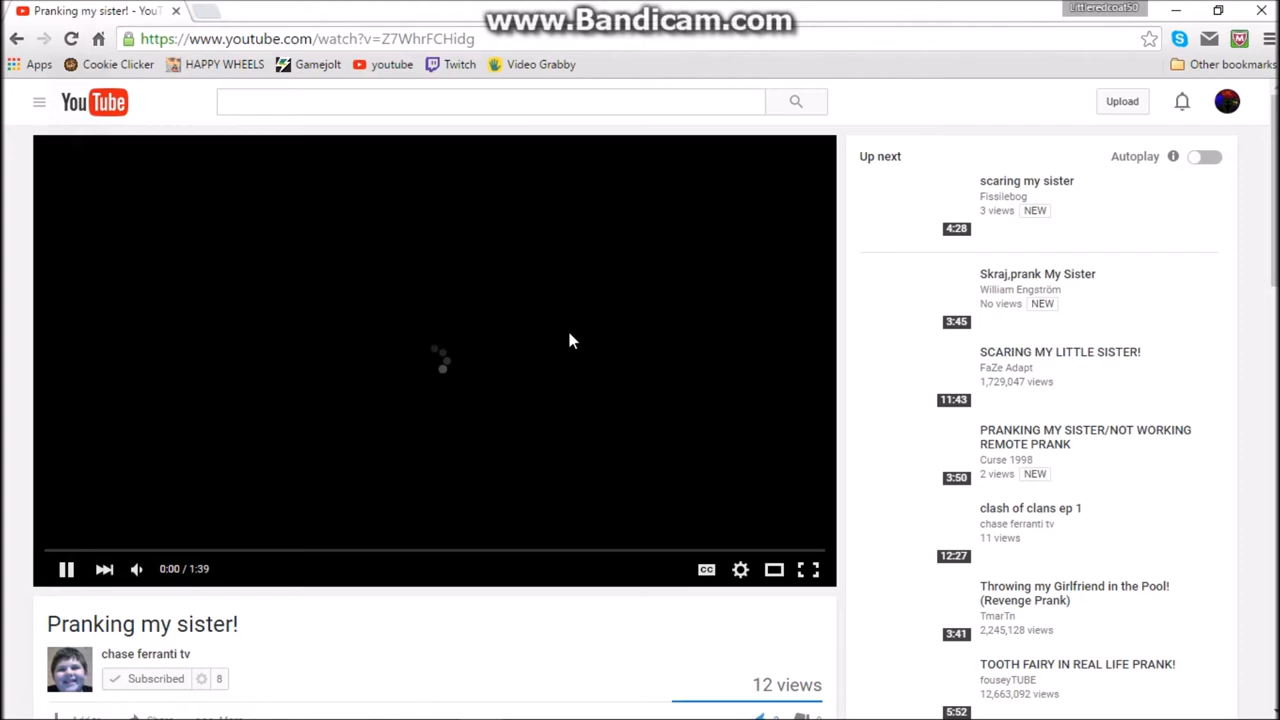 Pranking my sister! - YouT
www.Bandicam.com
Littleredcoat50
https://www.youtube.com/watch?v=Z7WhrFCHidg
Apps Cookie Clicker HAPPY WHEELS Gamejolt youtube Twitch Video Grabby Other bookmarks
YouTube
Upload
Up next
Autoplay
scaring my sister
Fissilebog
3 views NEW
4:28
Skraj,prank My Sister
William Engström
No views NEW
3:45
SCARING MY LITTLE SISTER!
FaZe Adapt
1,729,047 views
11:43
PRANKING MY SISTER/NOT WORKING
REMOTE PRANK
Curse 1998
2 views NEW
3:50
clash of clans ep 1
chase ferranti tv
11 views
12:27
Throwing my Girlfriend in the Pool!
(Revenge Prank)
TmarTn
2,245,128 views
3:41
TOOTH FAIRY IN REAL LIFE PRANK!
fouseyTUBE
12,663,092 views
5:52
0:00 / 1:39
CC
Pranking my sister!
chase ferranti tv
Subscribed 8
12 views